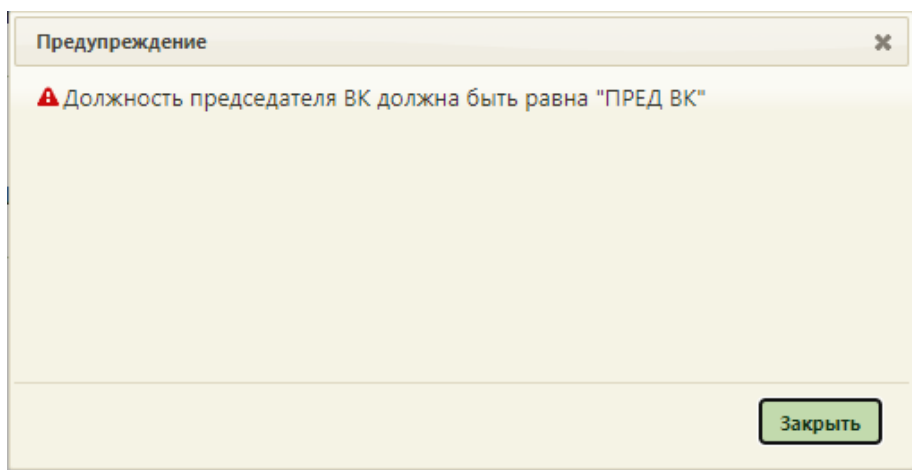 Предупреждение
Должность председателя ВК должна быть равна "ПРЕД ВК"
Закрыть